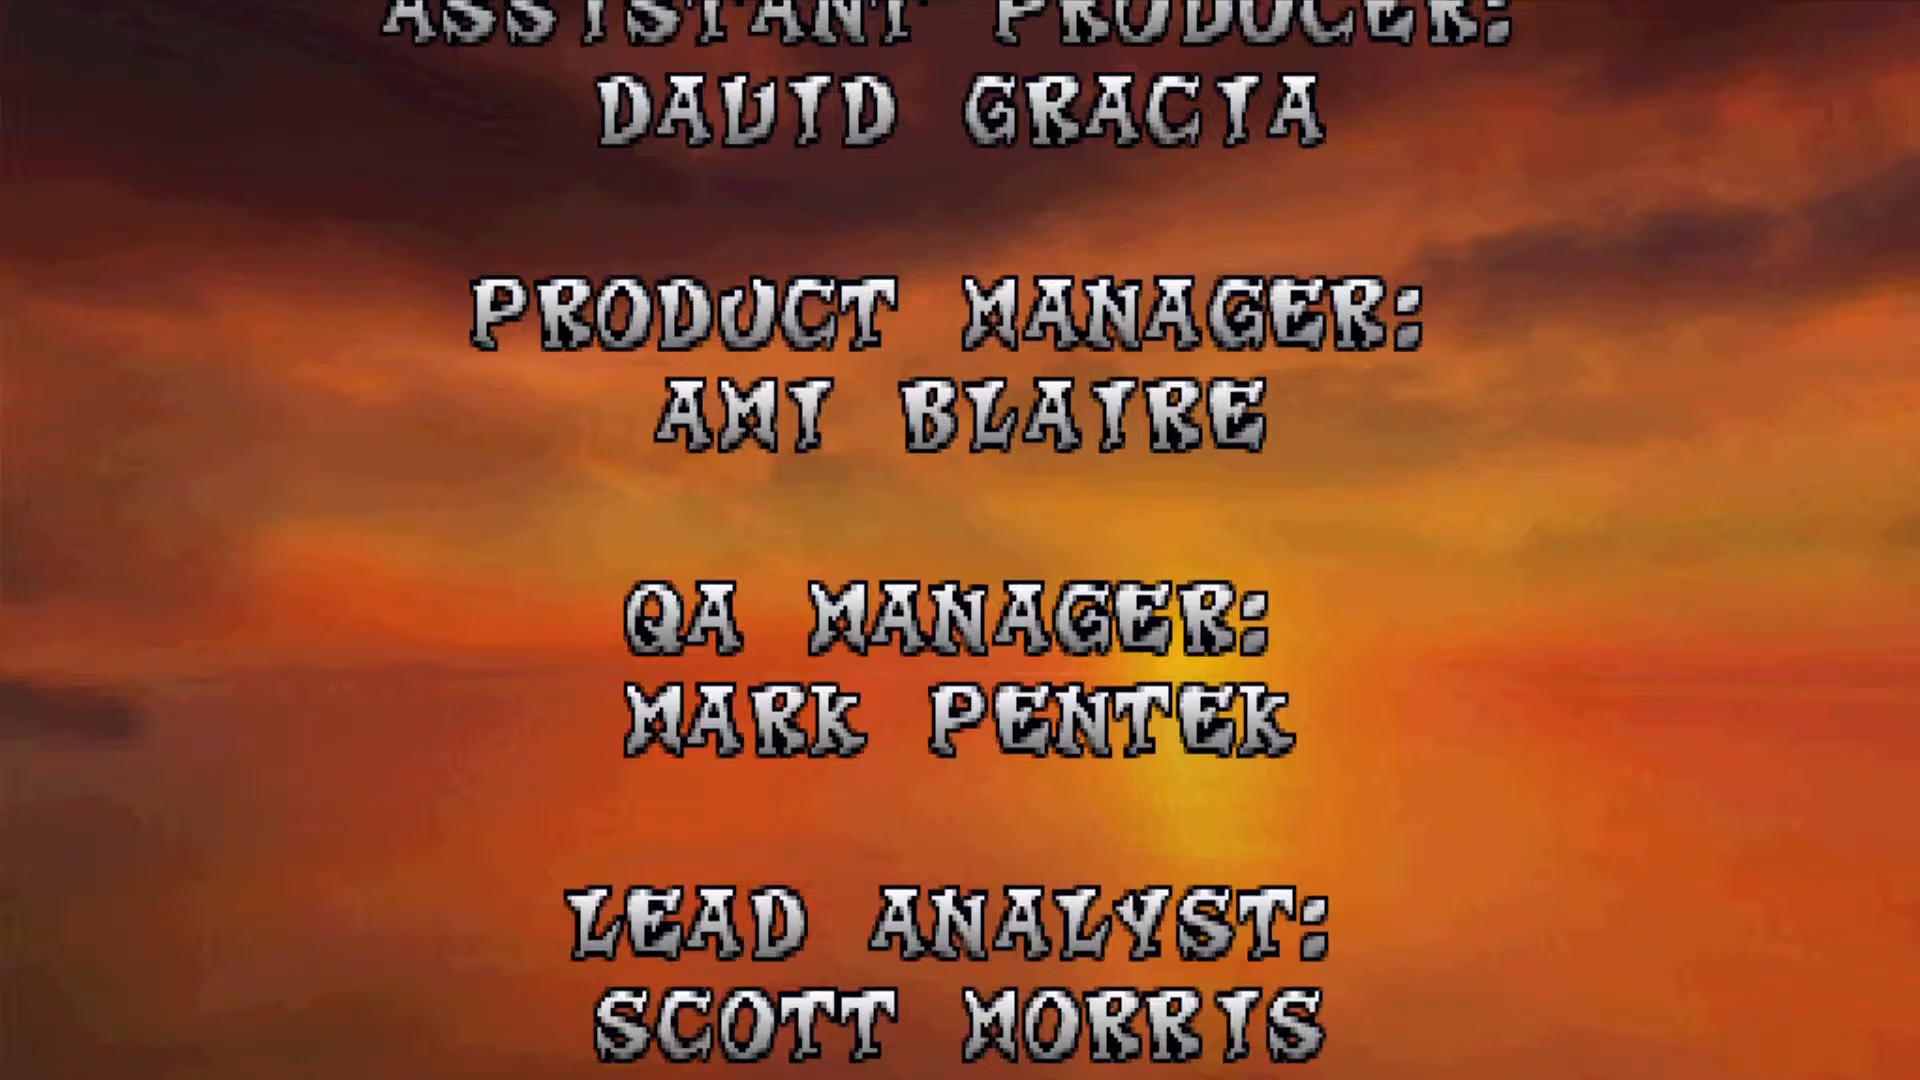 ASSISTANT PRODUCER:
DAVID GRACIA
PRODUCT MANAGER:
AMI BLAIRE
QA MANAGER:
MARK PENTEK
LEAD ANALYST:
SCOTT MORRIS